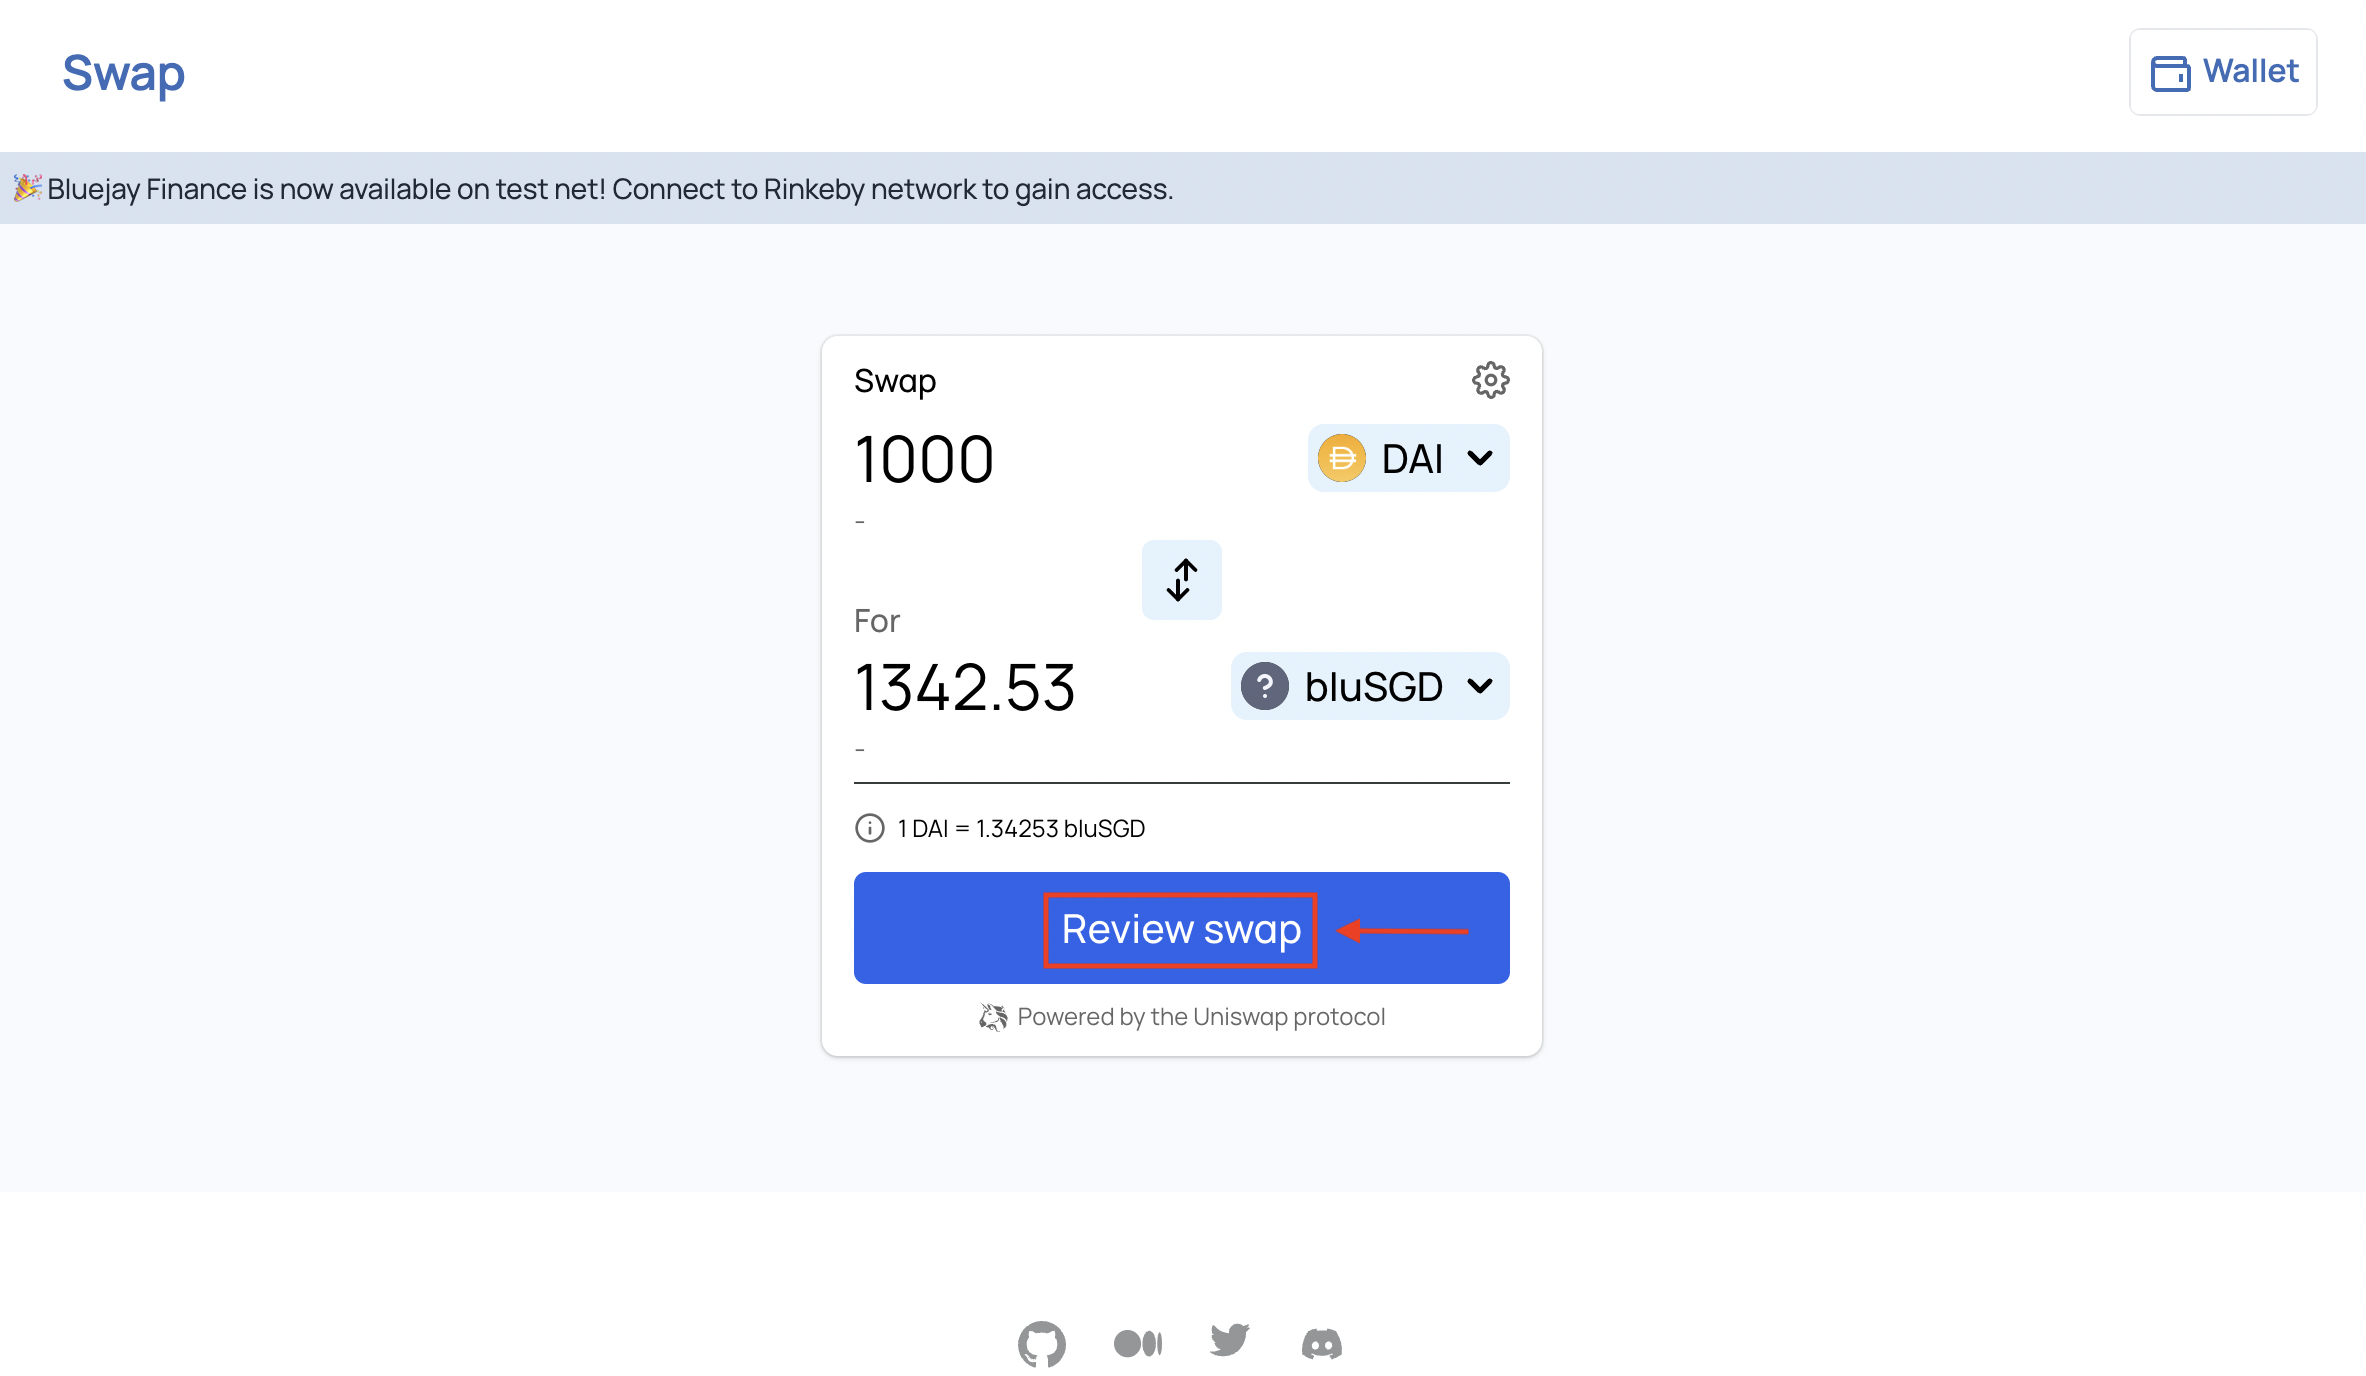 Swap
Wallet
🎉 Bluejay Finance is now available on test net! Connect to Rinkeby network to gain access.
Swap
1000
DAI
-
For
1342.53
? bluSGD
-
1 DAI = 1.34253 bluSGD
Review swap
Powered by the Uniswap protocol